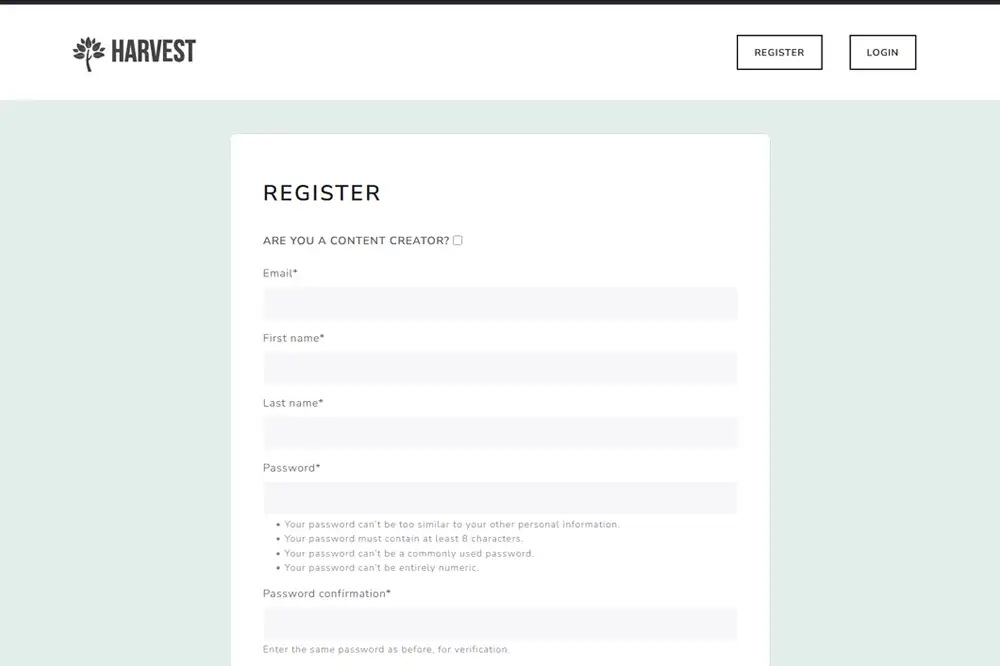 HARVEST
REGISTER
LOGIN
REGISTER
ARE YOU A CONTENT CREATOR?
Email*
First name*
Last name*
Password*
• Your password can't be too similar to your other personal information.
• Your password must contain at least 8 characters.
• Your password can't be a commonly used password.
• Your password can't be entirely numeric.
Password confirmation*
Enter the same password as before, for verification.